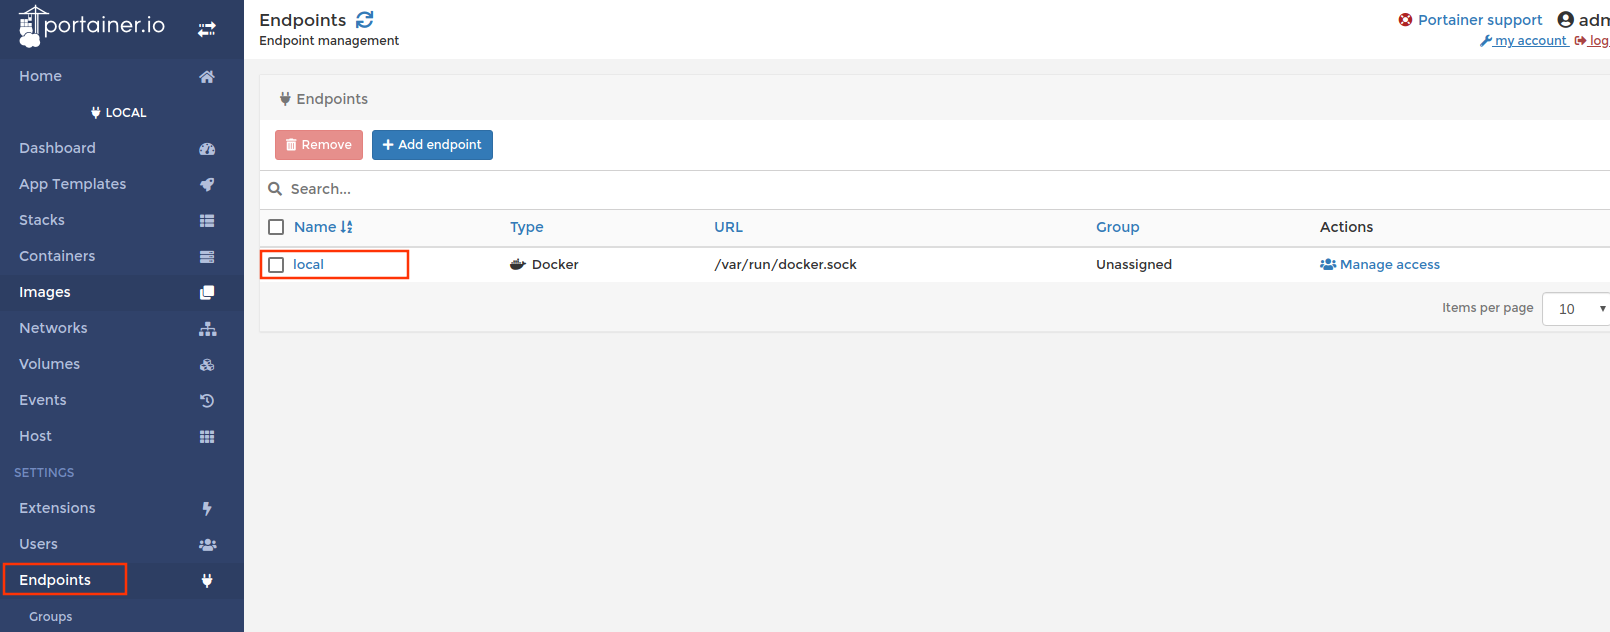 portainer.io
Home
LOCAL
Dashboard
App Templates
Stacks
Containers
Images
Networks
Volumes
Events
Host
SETTINGS
Extensions
Users
Endpoints
Groups
Endpoints
Endpoint management
Portainer support adm
my account log
Endpoints
Remove Add endpoint
Search...
Name Type URL Group Actions
local Docker /var/run/docker.sock Unassigned Manage access
Items per page 10